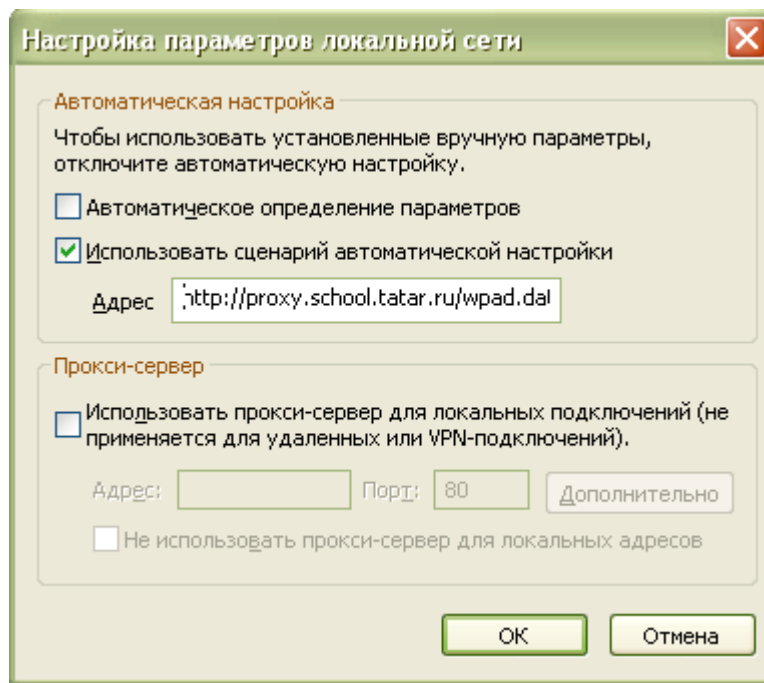 Настройка параметров локальной сети
Автоматическая настройка
Чтобы использовать установленные вручную параметры,
отключите автоматическую настройку.
Автоматическое определение параметров
Использовать сценарий автоматической настройки
Адрес http://proxy.school.tatar.ru/wpad.dat
Прокси-сервер
Использовать прокси-сервер для локальных подключений (не
применяется для удаленных или VPN-подключений).
Адрес: Порт: 80 Дополнительно
Не использовать прокси-сервер для локальных адресов
ОК Отмена